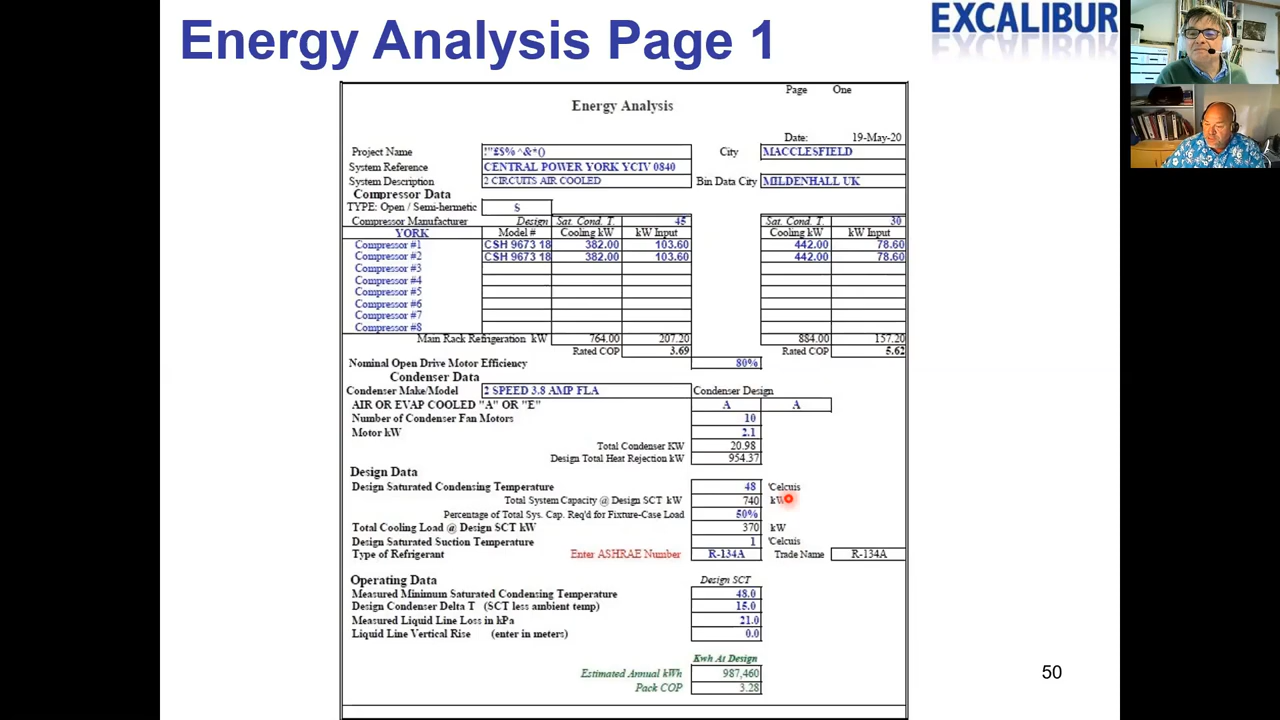 Energy Analysis Page 1
EXCALIBUR
Page One
Energy Analysis
Date: 19-May-20
Project Name !"£$% ^&*() City MACCLESFIELD
System Reference CENTRAL POWER YORK YCIV 0840
System Description 2 CIRCUITS AIR COOLED Bin Data City MILDENHALL UK
Compressor Data
TYPE: Open / Semi-hermetic S
Compressor Manufacturer Design Sat. Cond. T. 45 Sat. Cond. T. 30
YORK Model # Cooling kW kW Input Cooling kW kW Input
Compressor #1 CSH 9673 18 382.00 103.60 442.00 78.60
Compressor #2 CSH 9673 18 382.00 103.60 442.00 78.60
Compressor #3
Compressor #4
Compressor #5
Compressor #6
Compressor #7
Compressor #8
Main Rack Refrigeration kW 764.00 207.20 884.00 157.20
Rated COP 3.69 Rated COP 5.62
Nominal Open Drive Motor Efficiency 80%
Condenser Data
Condenser Make/Model 2 SPEED 3.8 AMP FLA Condenser Design
AIR OR EVAP COOLED "A" OR "E" A A
Number of Condenser Fan Motors 10
Motor kW 2.1
Total Condenser KW 20.98
Design Total Heat Rejection kW 954.37
Design Data
Design Saturated Condensing Temperature 48 'Celcuis
Total System Capacity @ Design SCT kW 740 kW
Percentage of Total Sys. Cap. Req'd for Fixture-Case Load 50%
Total Cooling Load @ Design SCT kW 370 kW
Design Saturated Suction Temperature 1 'Celcuis
Type of Refrigerant Enter ASHRAE Number R-134A Trade Name R-134A
Operating Data Design SCT
Measured Minimum Saturated Condensing Temperature 48.0
Design Condenser Delta T (SCT less ambient temp) 15.0
Measured Liquid Line Loss in kPa 21.0
Liquid Line Vertical Rise (enter in meters) 0.0
Kwh At Design
Estimated Annual kWh 987,460
Pack COP 3.28
50